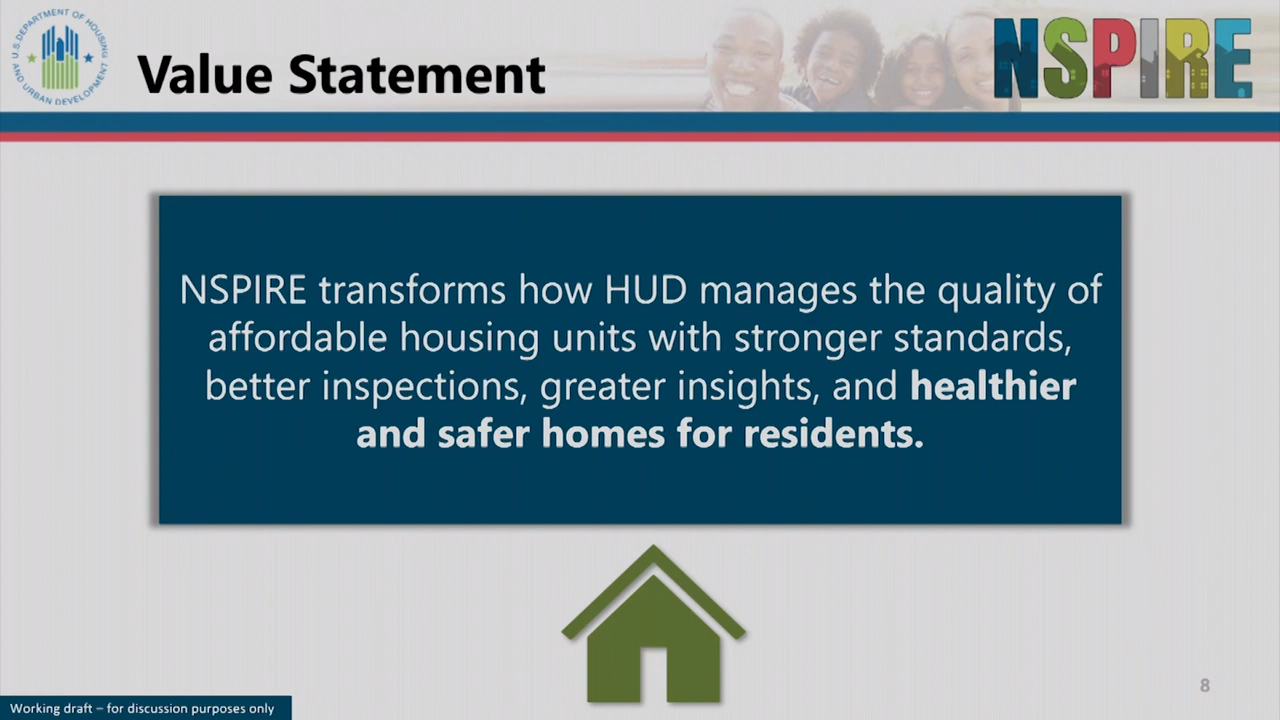 U.S. DEPARTMENT OF HOUSING
AND URBAN DEVELOPMENT
Value Statement
NSPIRE
NSPIRE transforms how HUD manages the quality of
affordable housing units with stronger standards,
better inspections, greater insights, and healthier
and safer homes for residents.
8
Working draft – for discussion purposes only